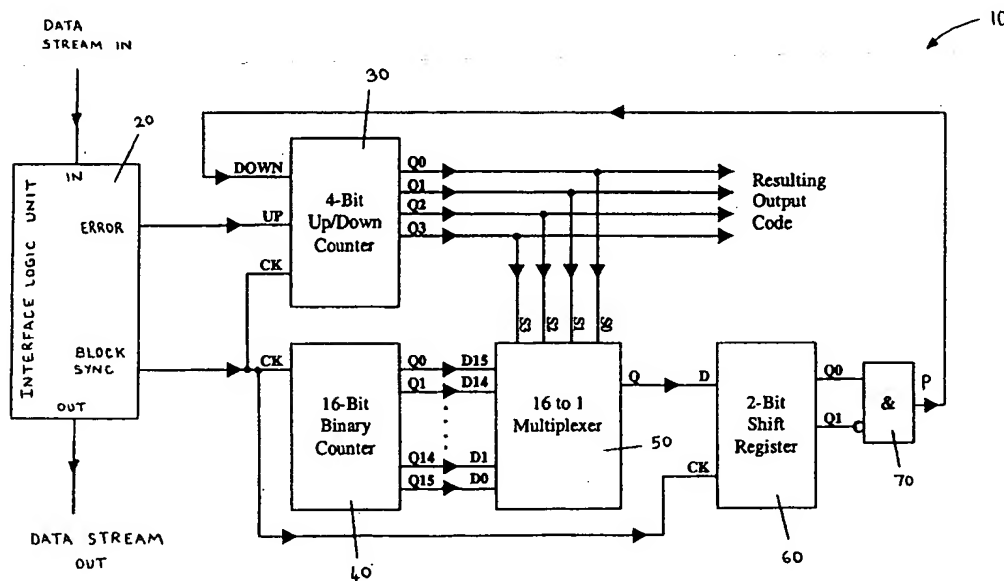 10
DATA
STREAM IN
20
IN
INTERFACE LOGIC UNIT
ERROR
BLOCK
SYNC
OUT
DATA STREAM
OUT
30
DOWN
UP
CK
4-Bit
Up/Down
Counter
Q0
Q1
Q2
Q3
Resulting
Output
Code
CK
16-Bit
Binary
Counter
40
Q0
Q1
Q14
Q15
D15
D14
D1
D0
S3
S2
S1
S0
16 to 1
Multiplexer
50
Q
D
CK
2-Bit
Shift
Register
60
Q0
Q1
&
70
P